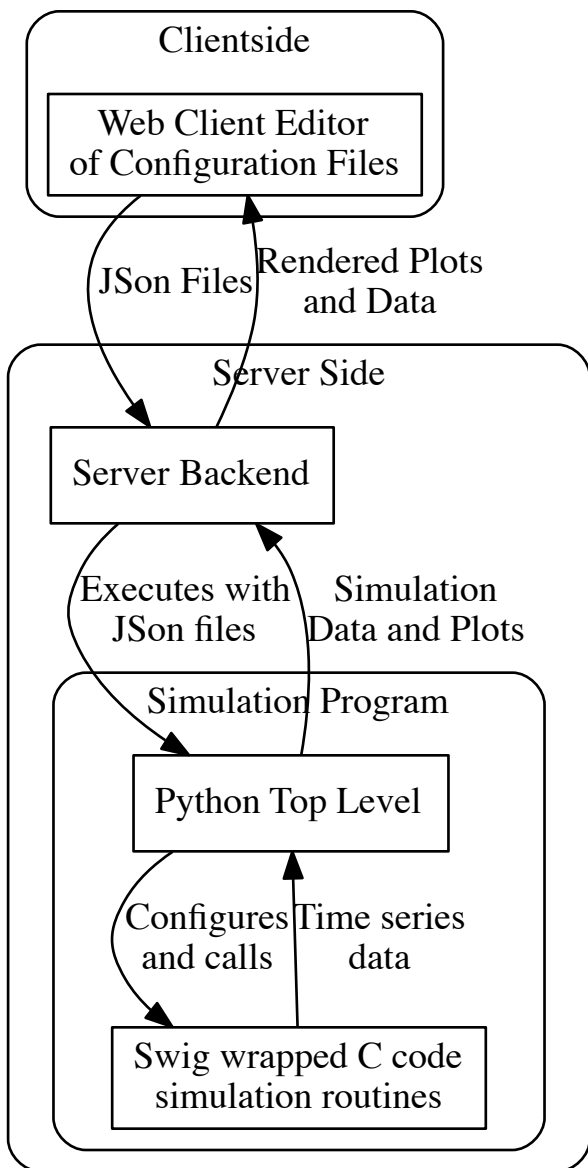 Clientside
Web Client Editor
of Configuration Files
JSon Files
Rendered Plots
and Data
Server Side
Server Backend
Executes with
JSon files
Simulation
Data and Plots
Simulation Program
Python Top Level
Configures
and calls
Time series
data
Swig wrapped C code
simulation routines